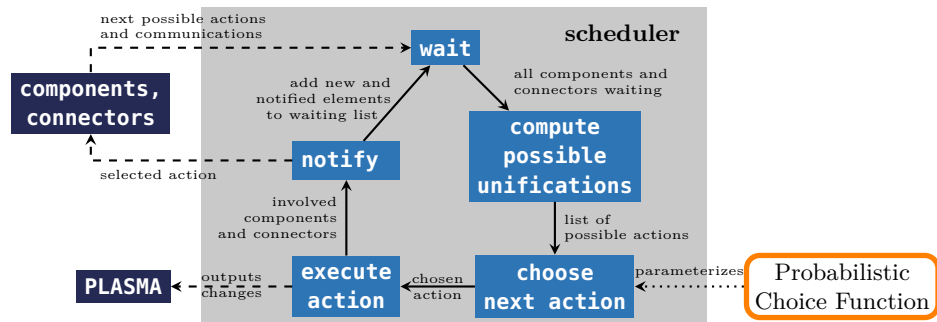 next possible actions
and communications
scheduler
wait
components,
connectors
add new and
notified elements
to waiting list
all components and
connectors waiting
compute
possible
unifications
notify
selected action
involved
components
and connectors
list of
possible actions
PLASMA
outputs
changes
execute
action
chosen
action
choose
next action
parameterizes
Probabilistic
Choice Function